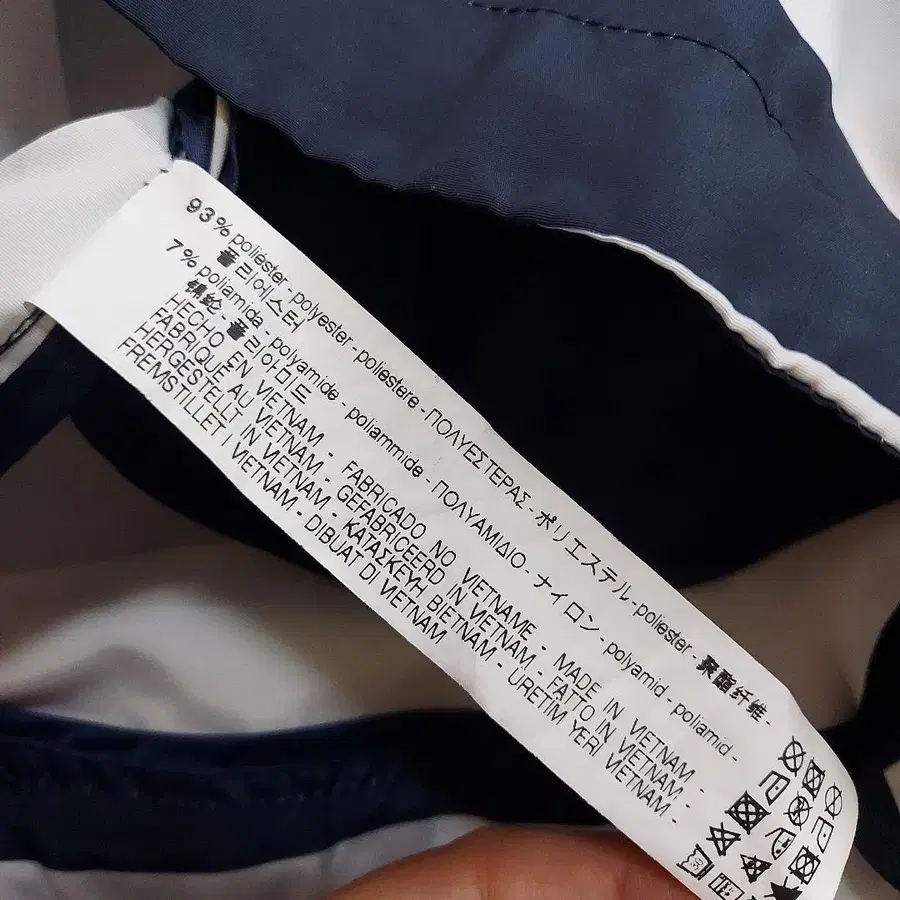 93% poliéster - polyester - poliestere - ΠΟΛΥΕΣΤΕΡΑΣ - ポリエステル - poliester - 聚酯纤维 -
폴리에스터
7% poliamida - polyamide - poliammide - ΠΟΛΥΑΜΙΔΙΟ - ナイロン - polyamid - poliamid -
锦纶 - 폴리아미드
HECHO EN VIETNAM - FABRICADO NO VIETNAME - MADE IN VIETNAM -
FABRIQUÉ AU VIETNAM - GEFABRICEERD IN VIETNAM - FATTO IN VIETNAM -
HERGESTELLT IN VIETNAM - ΚΑΤΑΣΚΕΥΗ ΒΙΕΤΝΑΜ - ÜRETİM YERİ VIETNAM -
FREMSTILLET I VIETNAM - DIBUAT DI VIETNAM